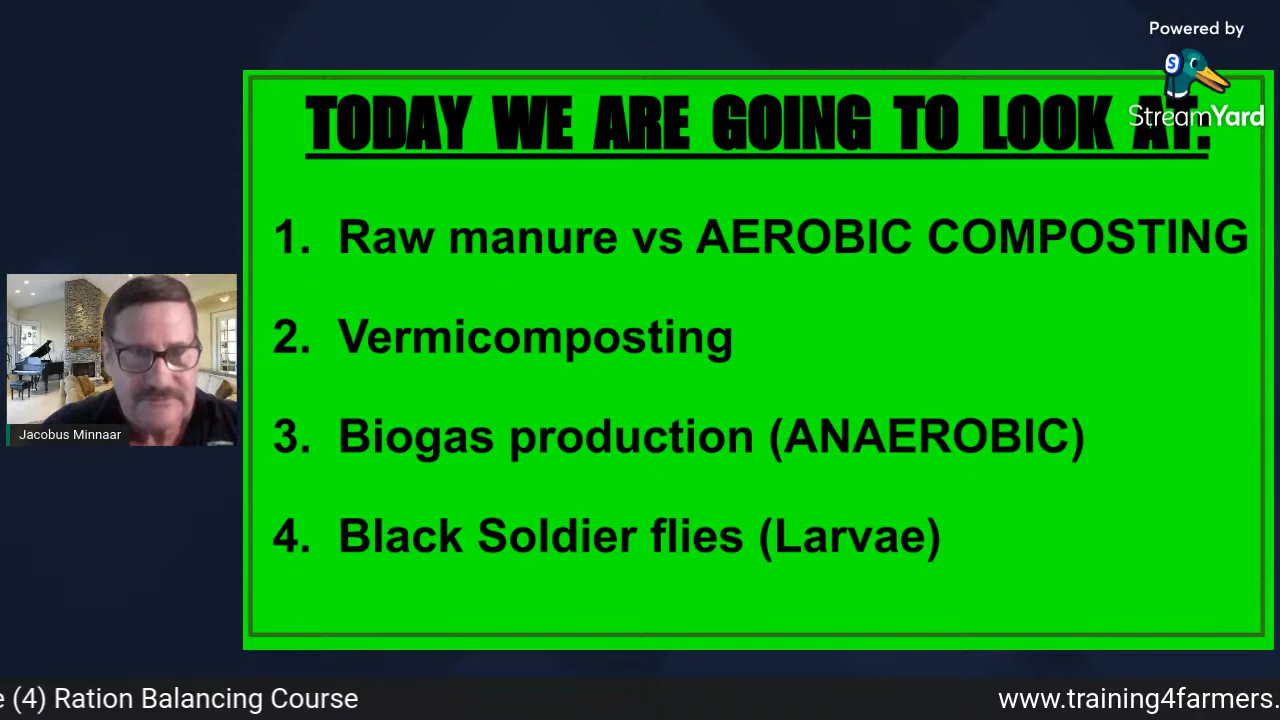 Powered by
StreamYard
TODAY WE ARE GOING TO LOOK AT:
1. Raw manure vs AEROBIC COMPOSTING
2. Vermicomposting
3. Biogas production (ANAEROBIC)
4. Black Soldier flies (Larvae)
Jacobus Minnaar
e (4) Ration Balancing Course
www.training4farmers.